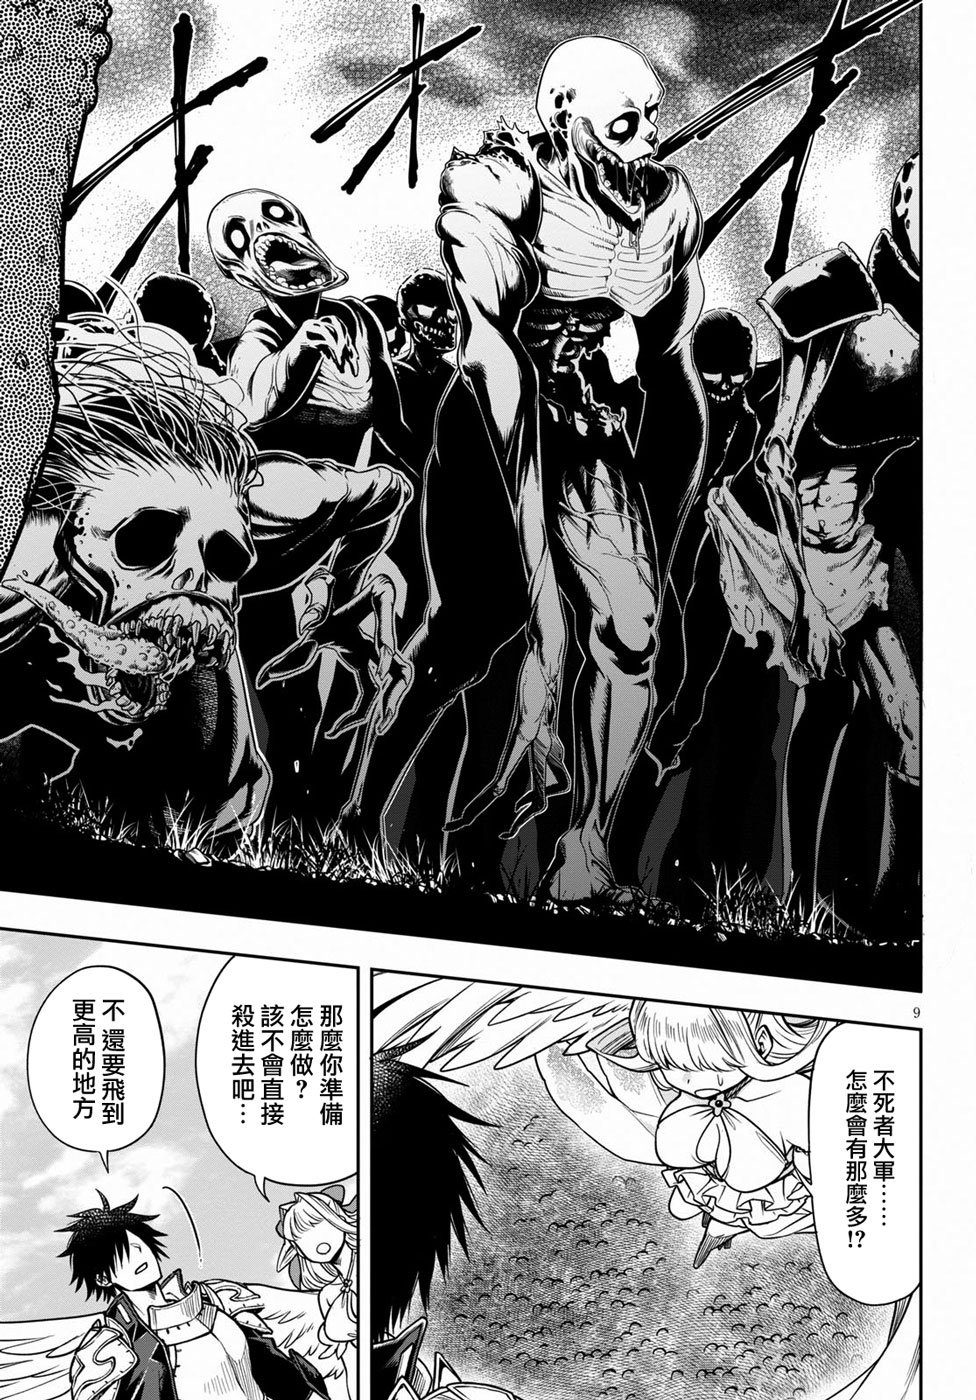 9
不死者大軍……
怎麼會有那麼多!?
那麼你準備
怎麼做？
該不會直接
殺進去吧…
不 還要飛到
更高的地方